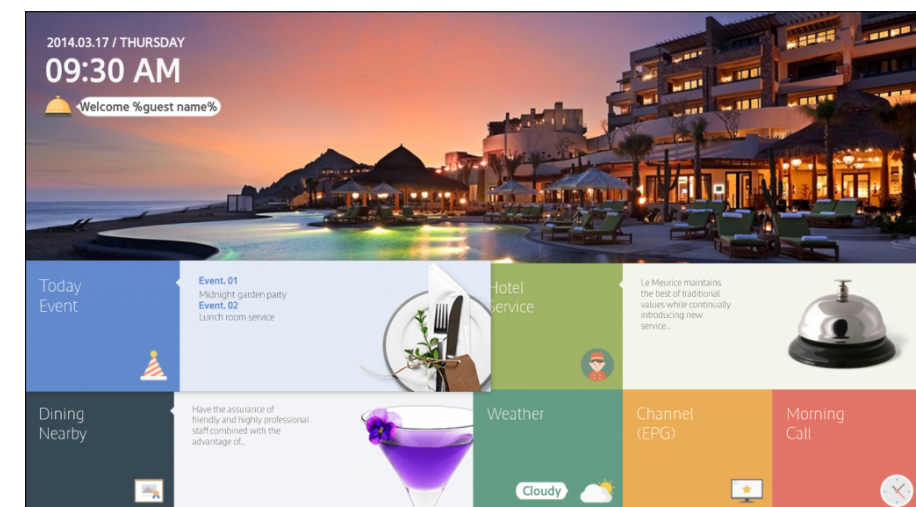 2014.03.17 / THURSDAY
09:30 AM
Welcome %guest name%
Today
Event
Event. 01
Midnight garden party
Event. 02
Lunch room service
Hotel
Service
Le Meurice maintains
the best of traditional
values while continually
introducing new
service..
Dining
Nearby
Have the assurance of
friendly and highly professional
staff combined with the
advantage of..
Weather
Cloudy
Channel
(EPG)
Morning
Call